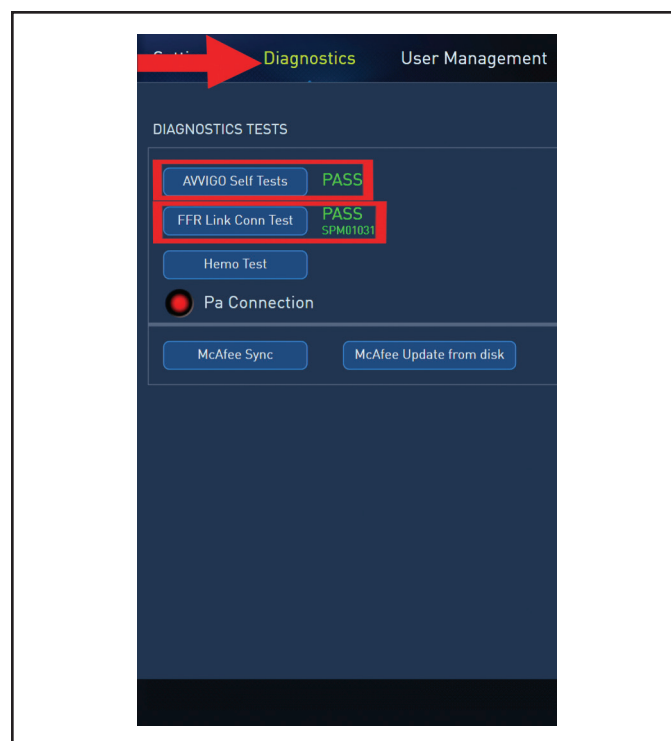 Diagnostics User Management
DIAGNOSTICS TESTS
AVVIGO Self Tests PASS
FFR Link Conn Test PASS
SPM01031
Hemo Test
Pa Connection
McAfee Sync McAfee Update from disk